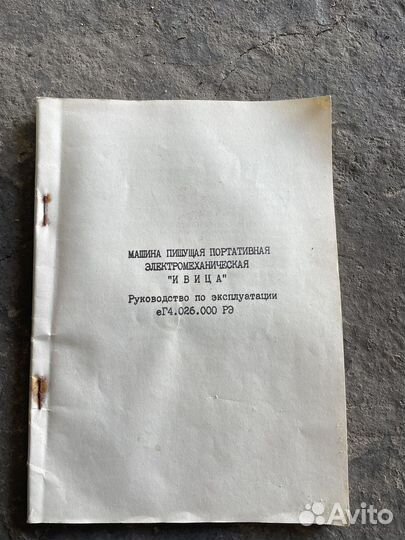 МАШИНА ПИШУЩАЯ ПОРТАТИВНАЯ
ЭЛЕКТРОМЕХАНИЧЕСКАЯ
"И В И Ц А"
Руководство по эксплуатации
еГ4.026.000 РЭ
Avito